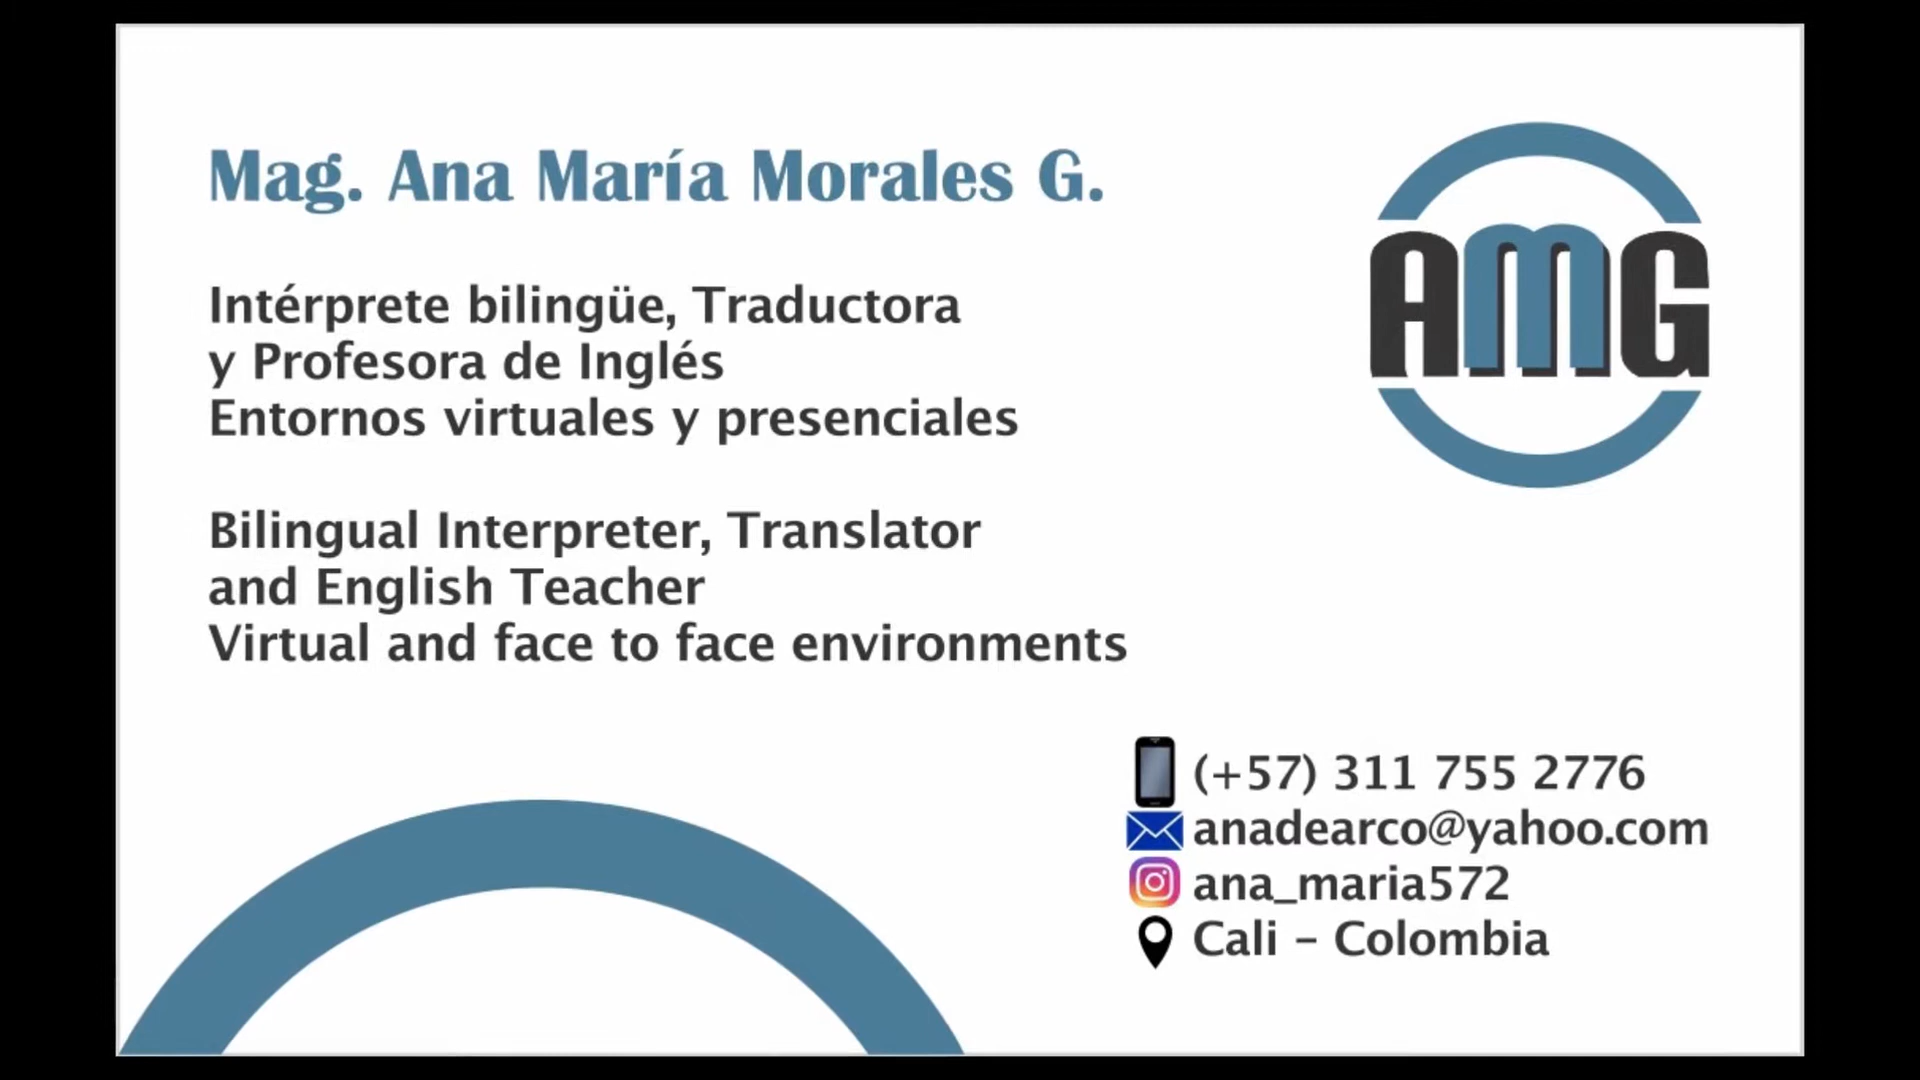 Mag. Ana María Morales G.
AMG
Intérprete bilingüe, Traductora
y Profesora de Inglés
Entornos virtuales y presenciales
Bilingual Interpreter, Translator
and English Teacher
Virtual and face to face environments
(+57) 311 755 2776
anadearco@yahoo.com
ana_maria572
Cali – Colombia